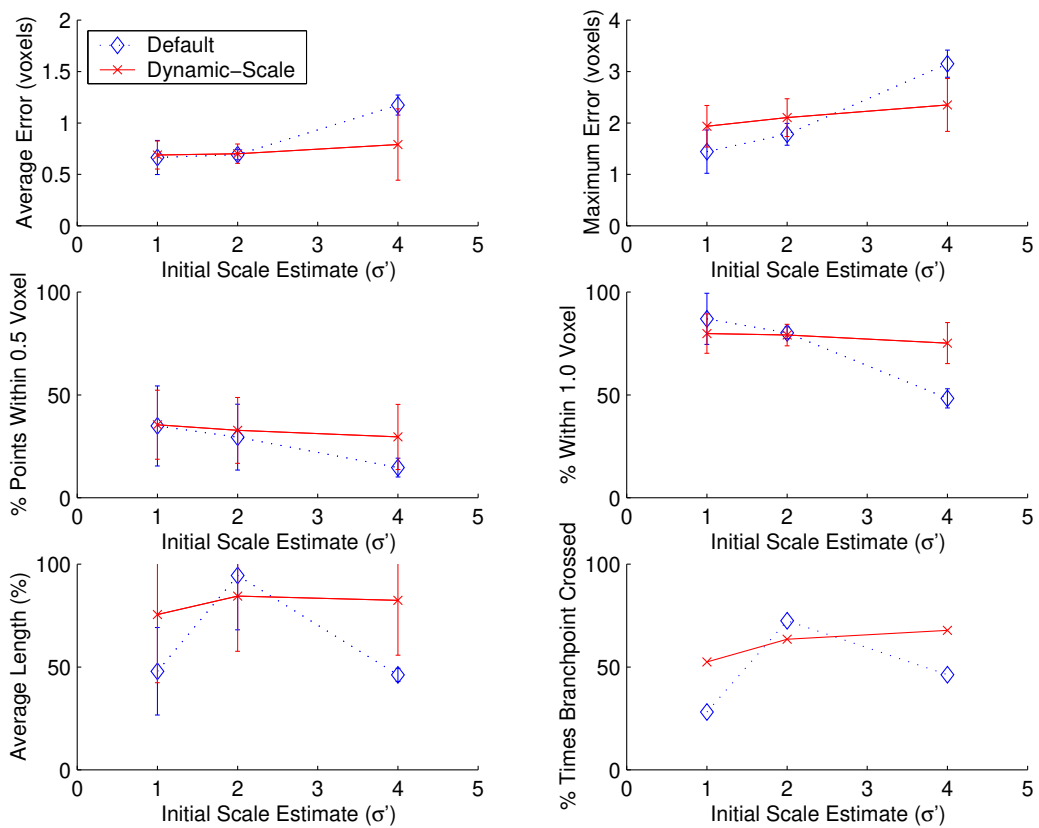 2
1.5
1
0.5
0
0 1 2 3 4 5
Average Error (voxels)
Initial Scale Estimate (σ')
Default
Dynamic−Scale
4
3
2
1
0
0 1 2 3 4 5
Maximum Error (voxels)
Initial Scale Estimate (σ')
100
50
0
0 1 2 3 4 5
% Points Within 0.5 Voxel
Initial Scale Estimate (σ')
100
50
0
0 1 2 3 4 5
% Within 1.0 Voxel
Initial Scale Estimate (σ')
100
50
0
0 1 2 3 4 5
Average Length (%)
Initial Scale Estimate (σ')
100
50
0
0 1 2 3 4 5
% Times Branchpoint Crossed
Initial Scale Estimate (σ')